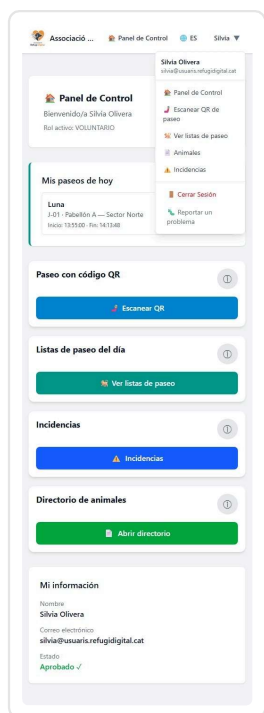 Associació ...
Panel de Control
ES
Silvia ▼
Silvia Olivera
silvia@usuaris.refugidigital.cat
Panel de Control
Escanear QR de
paseo
Ver listas de paseo
Animales
Incidencias
Cerrar Sesión
Reportar un
problema
Panel de Control
Bienvenido/a Silvia Olivera
Rol activo: VOLUNTARIO
Mis paseos de hoy
Luna
J-01 · Pabellón A — Sector Norte
Inicio: 13:55:00 · Fin: 14:13:48
Paseo con código QR
Escanear QR
Listas de paseo del día
Ver listas de paseo
Incidencias
Incidencias
Directorio de animales
Abrir directorio
Mi información
Nombre
Silvia Olivera
Correo electrónico
silvia@usuaris.refugidigital.cat
Estado
Aprobado ✓